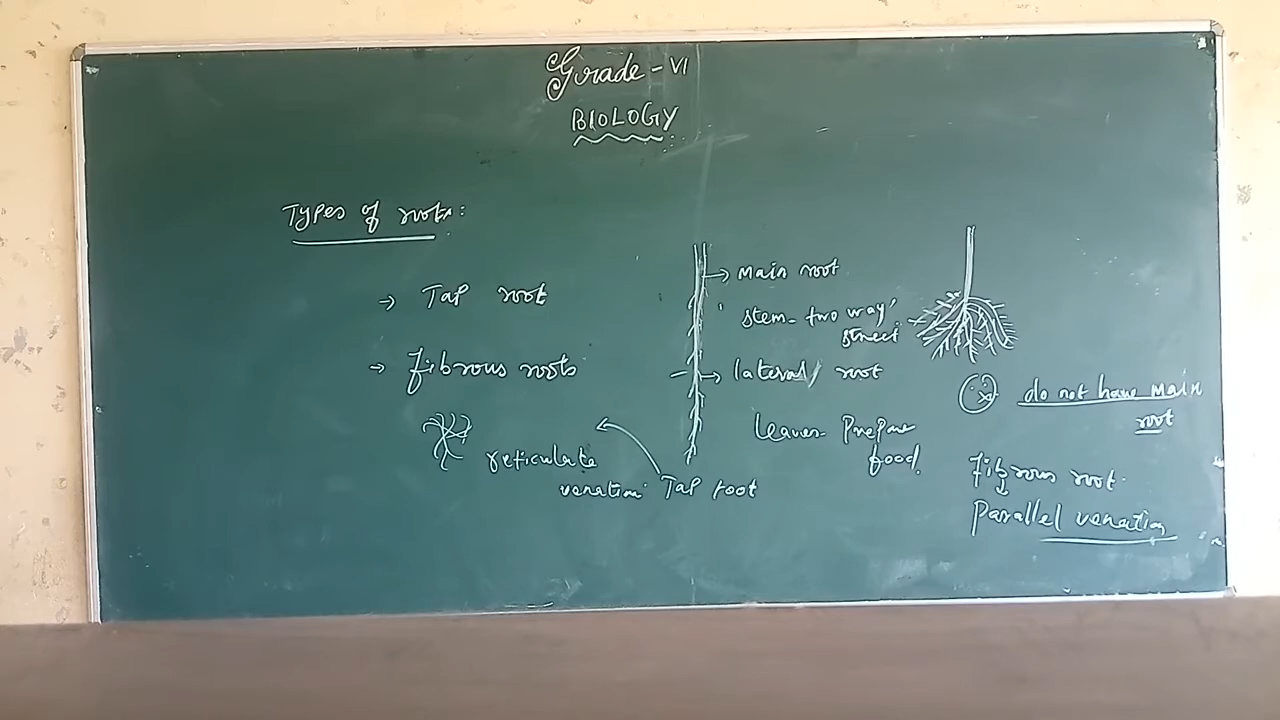 Grade - VI
BIOLOGY
Types of roots:
→ Tap root
→ fibrous roots
reticulate
venation
Tap root
→ Main root
stem - two way
street
→ lateral root
leaves - prepare
food.
do not have main
root
Fibrous root.
↓
parallel venation